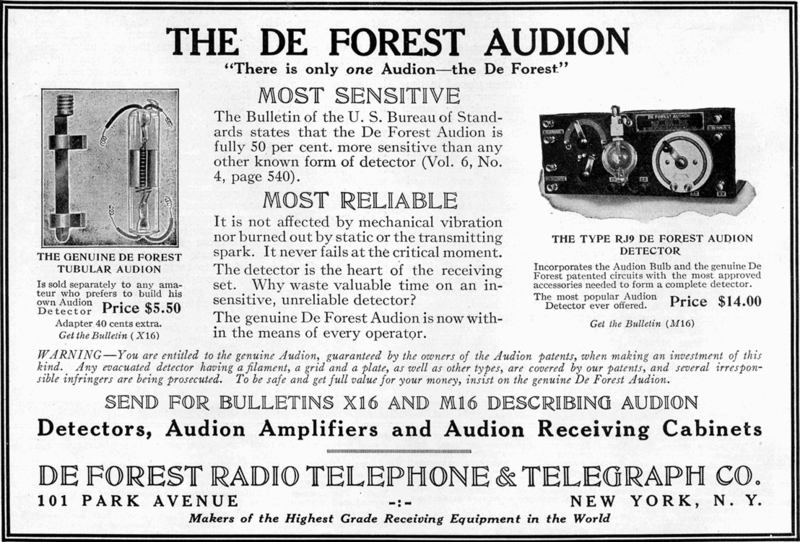 THE DE FOREST AUDION
"There is only one Audion—the De Forest"
THE GENUINE DE FOREST
TUBULAR AUDION
Is sold separately to any ama-
teur who prefers to build his
own Audion
Detector Price $5.50
Adapter 40 cents extra.
Get the Bulletin (X16)
MOST SENSITIVE
The Bulletin of the U. S. Bureau of Stand-
ards states that the De Forest Audion is
fully 50 per cent. more sensitive than any
other known form of detector (Vol. 6, No.
4, page 540).
MOST RELIABLE
It is not affected by mechanical vibration
nor burned out by static or the transmitting
spark. It never fails at the critical moment.
The detector is the heart of the receiving
set. Why waste valuable time on an in-
sensitive, unreliable detector?
The genuine De Forest Audion is now with-
in the means of every operator.
DE FOREST AUDION
THE TYPE RJ9 DE FOREST AUDION
DETECTOR
Incorporates the Audion Bulb and the genuine De
Forest patented circuits with the most approved
accessories needed to form a complete detector.
The most popular Audion
Detector ever offered. Price $14.00
Get the Bulletin (M16)
WARNING—You are entitled to the genuine Audion, guaranteed by the owners of the Audion patents, when making an investment of this
kind. Any evacuated detector having a filament, a grid and a plate, as well as other types, are covered by our patents, and several irrespon-
sible infringers are being prosecuted. To be safe and get full value for your money, insist on the genuine De Forest Audion.
SEND FOR BULLETINS X16 AND M16 DESCRIBING AUDION
Detectors, Audion Amplifiers and Audion Receiving Cabinets
DE FOREST RADIO TELEPHONE & TELEGRAPH CO.
101 PARK AVENUE -:- NEW YORK, N. Y.
Makers of the Highest Grade Receiving Equipment in the World